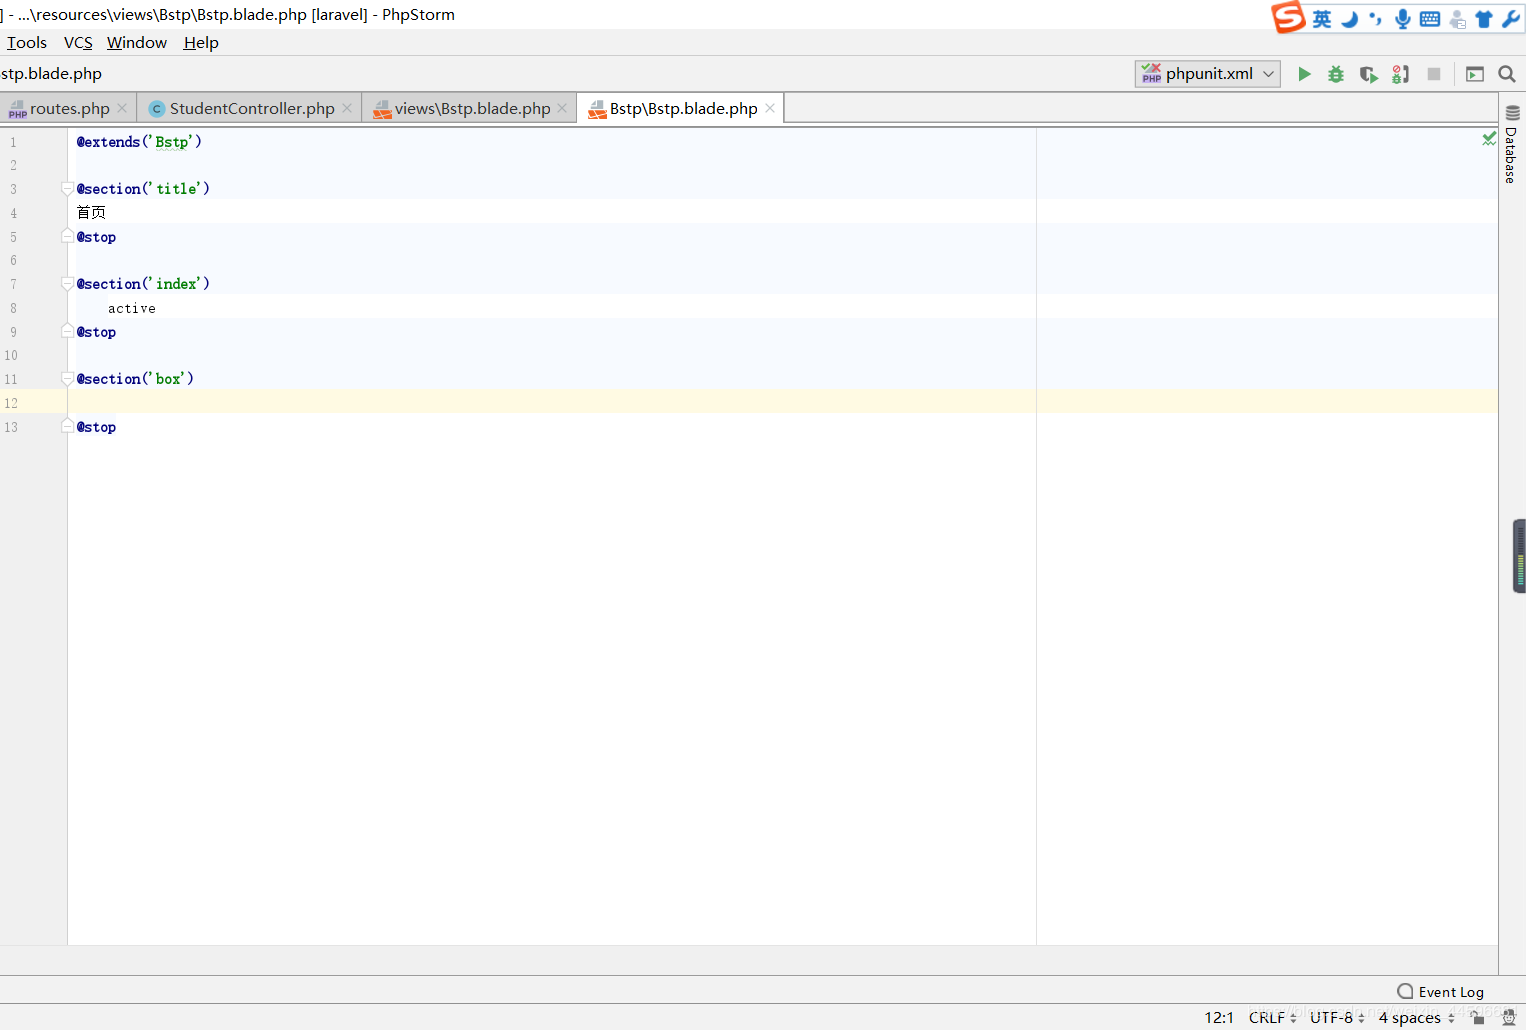 ] - ...\resources\views\Bstp\Bstp.blade.php [laravel] - PhpStorm
英
Tools VCS Window Help
stp.blade.php
phpunit.xml
routes.php StudentController.php views\Bstp.blade.php Bstp\Bstp.blade.php
Database
1 @extends('Bstp')
2
3 @section('title')
4 首页
5 @stop
6
7 @section('index')
8 active
9 @stop
10
11 @section('box')
12
13 @stop
Event Log
12:1 CRLF UTF-8 4 spaces